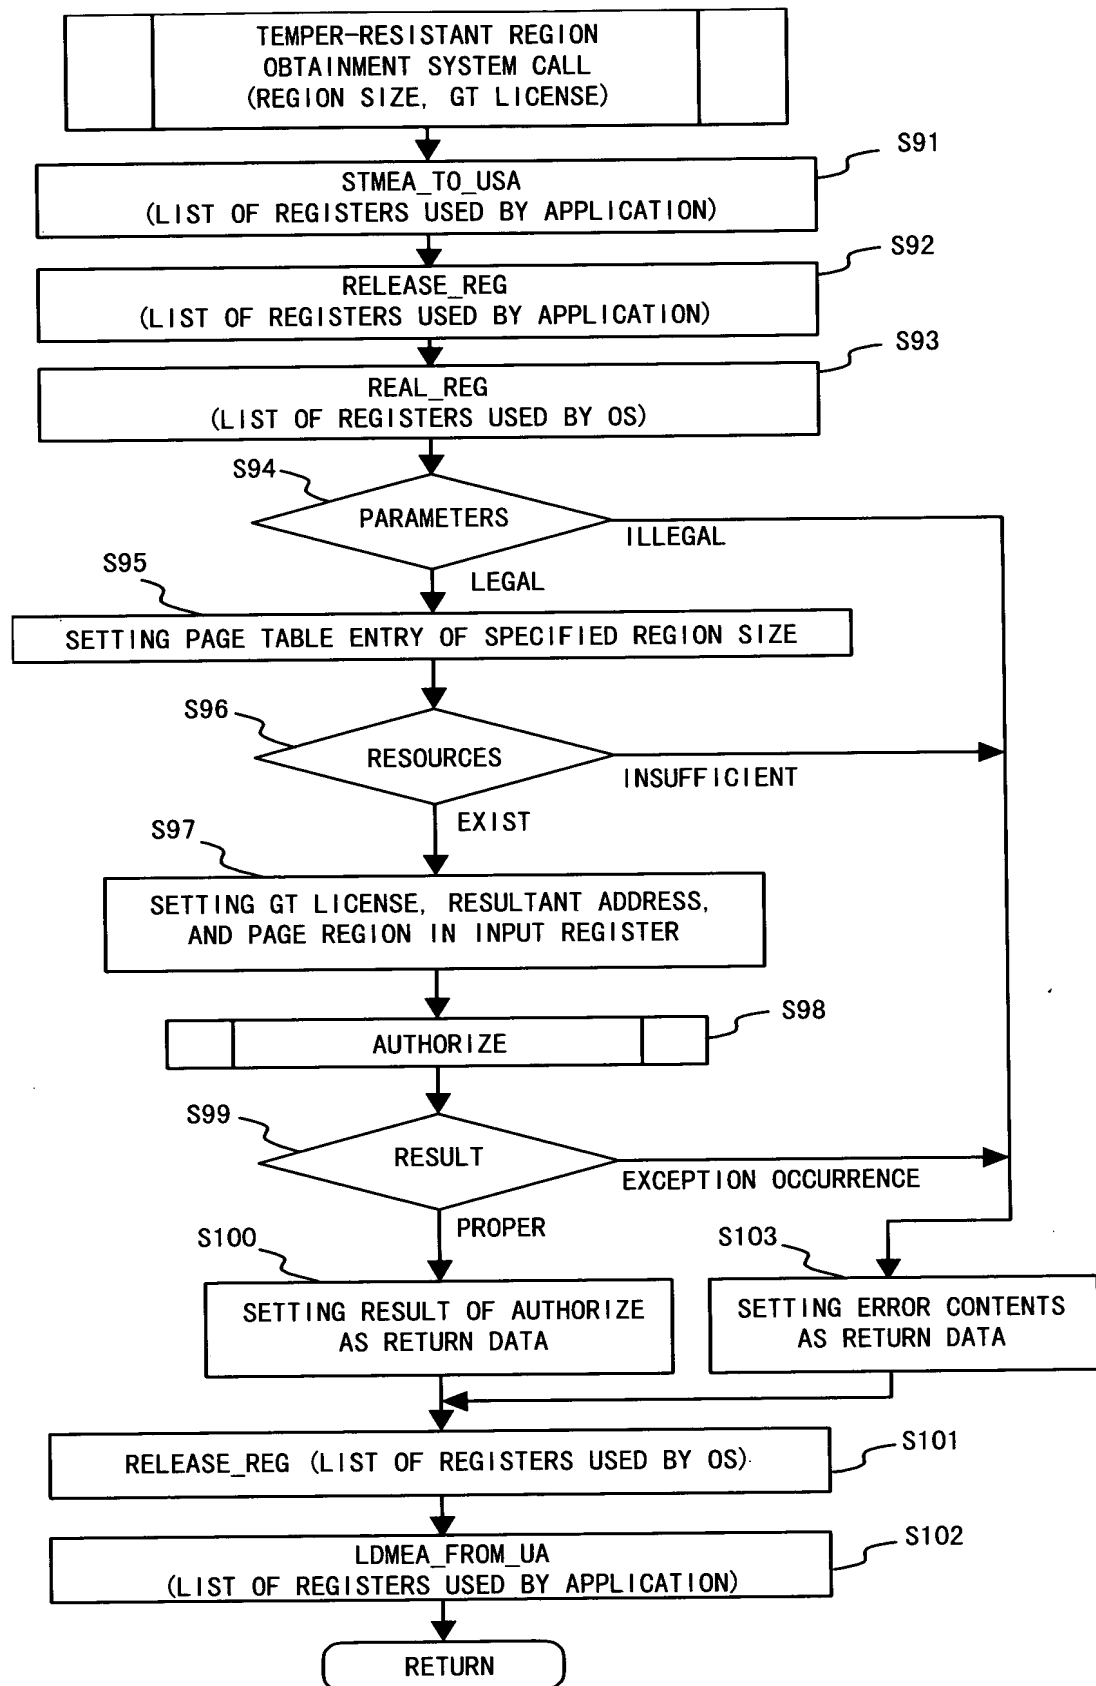 TEMPER-RESISTANT REGION
OBTAINMENT SYSTEM CALL
(REGION SIZE, GT LICENSE)
S91
STMEA_TO_USA
(LIST OF REGISTERS USED BY APPLICATION)
S92
RELEASE_REG
(LIST OF REGISTERS USED BY APPLICATION)
S93
REAL_REG
(LIST OF REGISTERS USED BY OS)
S94
PARAMETERS
ILLEGAL
LEGAL
S95
SETTING PAGE TABLE ENTRY OF SPECIFIED REGION SIZE
S96
RESOURCES
INSUFFICIENT
EXIST
S97
SETTING GT LICENSE, RESULTANT ADDRESS,
AND PAGE REGION IN INPUT REGISTER
S98
AUTHORIZE
S99
RESULT
EXCEPTION OCCURRENCE
PROPER
S100
SETTING RESULT OF AUTHORIZE
AS RETURN DATA
S103
SETTING ERROR CONTENTS
AS RETURN DATA
S101
RELEASE_REG (LIST OF REGISTERS USED BY OS)
S102
LDMEA_FROM_UA
(LIST OF REGISTERS USED BY APPLICATION)
RETURN